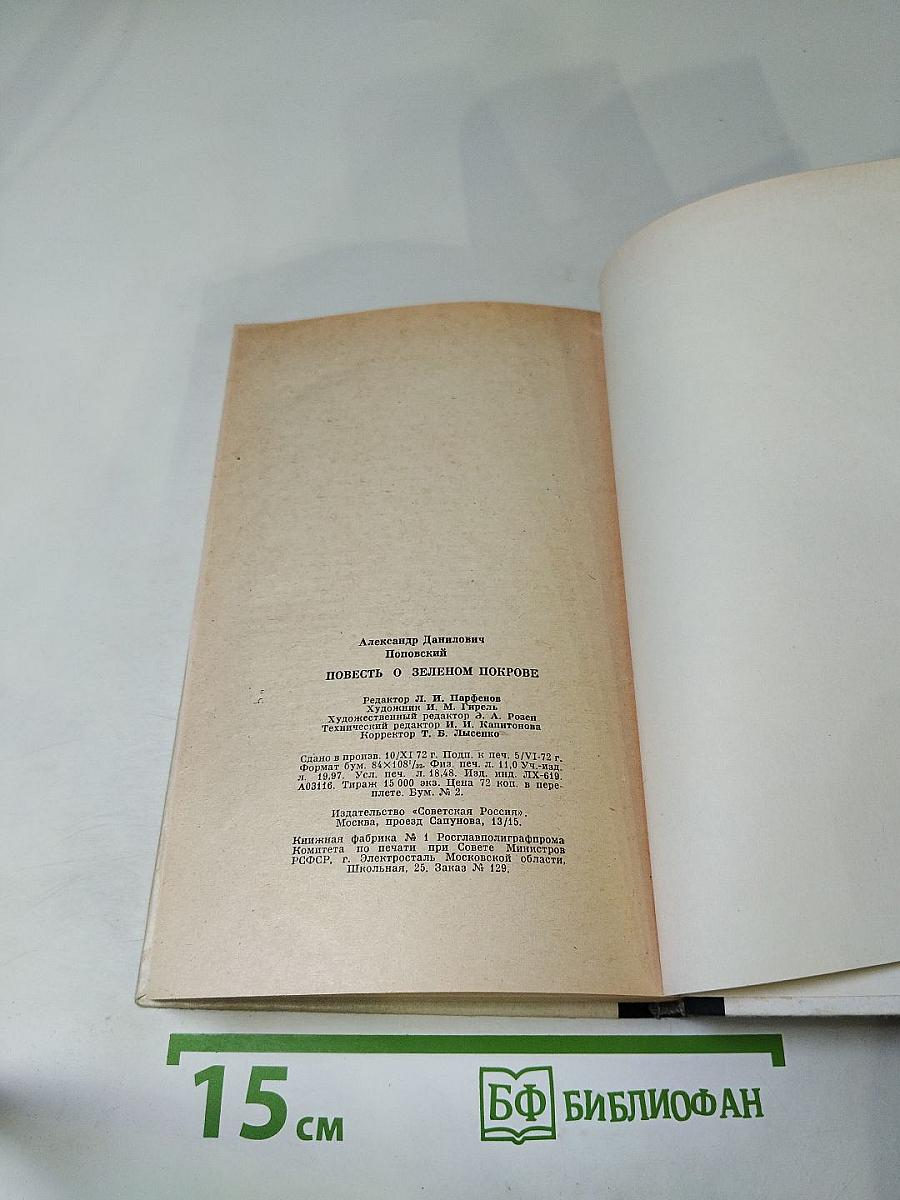 Александр Данилович
Поповский
ПОВЕСТЬ О ЗЕЛЕНОМ ПОКРОВЕ
Редактор Л. И. Парфенов
Художник И. М. Гирель
Художественный редактор Э. А. Розен
Технический редактор И. И. Капитонова
Корректор Т. Б. Лысенко
Сдано в произв. 10/XI 72 г. Подп. к печ. 5/VI-72 г.
Формат бум. 84×108¹/₃₂. Физ. печ. л. 11,0 Уч.-изд.
л. 19,97. Усл. печ. л. 18,48. Изд. инд. ЛХ-619.
А03116. Тираж 15 000 экз. Цена 72 коп. в пере-
плете. Бум. № 2.
Издательство «Советская Россия».
Москва, проезд Сапунова, 13/15.
Книжная фабрика № 1 Росглавполиграфпрома
Комитета по печати при Совете Министров
РСФСР, г. Электросталь Московской области,
Школьная, 25. Заказ № 129.
15 см
БФ БИБЛИОФАН